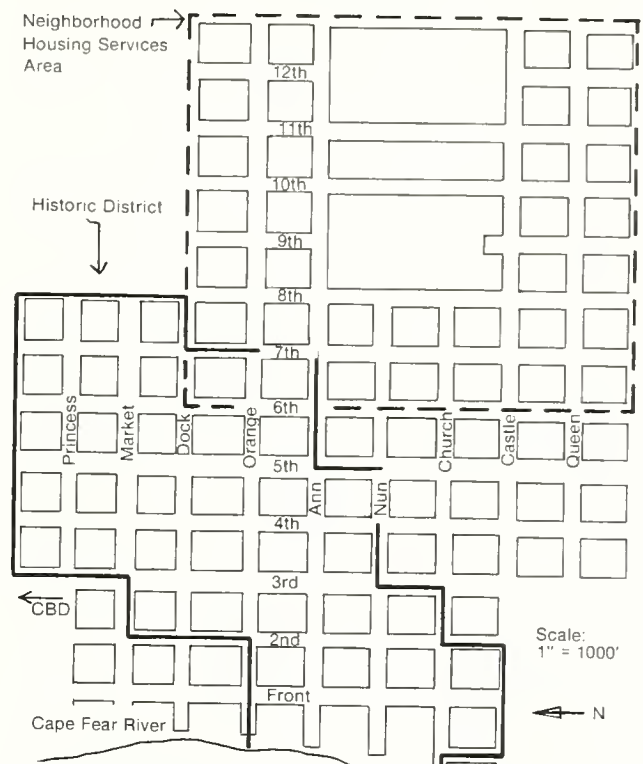 Neighborhood
Housing Services
Area
12th
11th
10th
Historic District
9th
8th
7th
6th
Princess
Market
Dock
Orange
Church
Castle
Queen
5th
Ann
Nun
4th
3rd
CBD
2nd
Scale:
1" = 1000'
Front
N
Cape Fear River